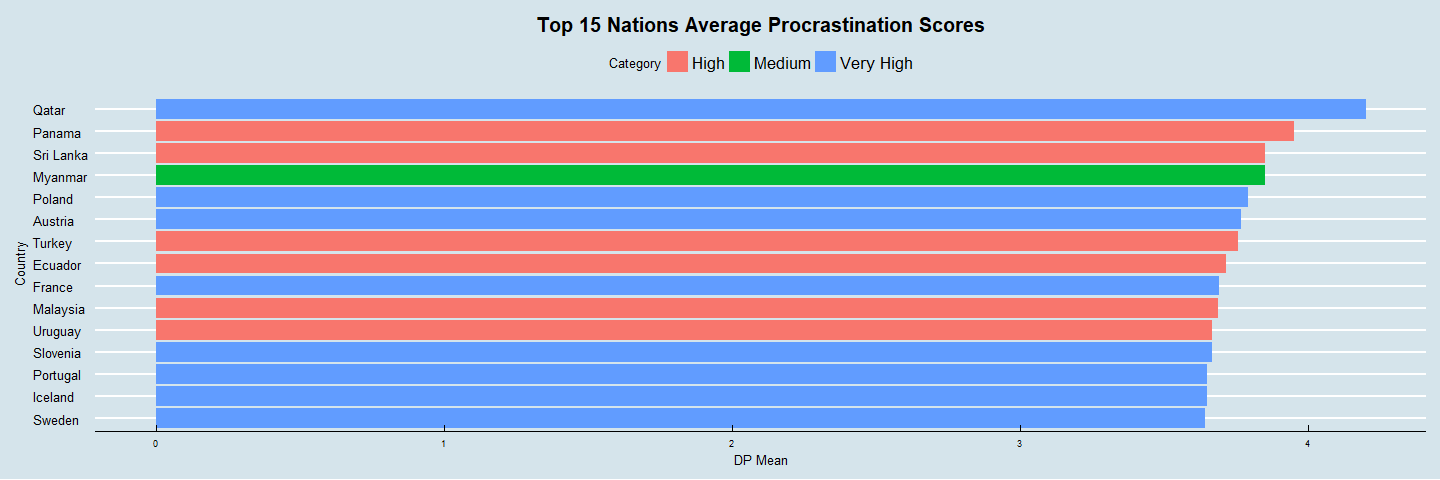 Top 15 Nations Average Procrastination Scores
Category High Medium Very High
Country
Qatar
Panama
Sri Lanka
Myanmar
Poland
Austria
Turkey
Ecuador
France
Malaysia
Uruguay
Slovenia
Portugal
Iceland
Sweden
0 1 2 3 4
DP Mean